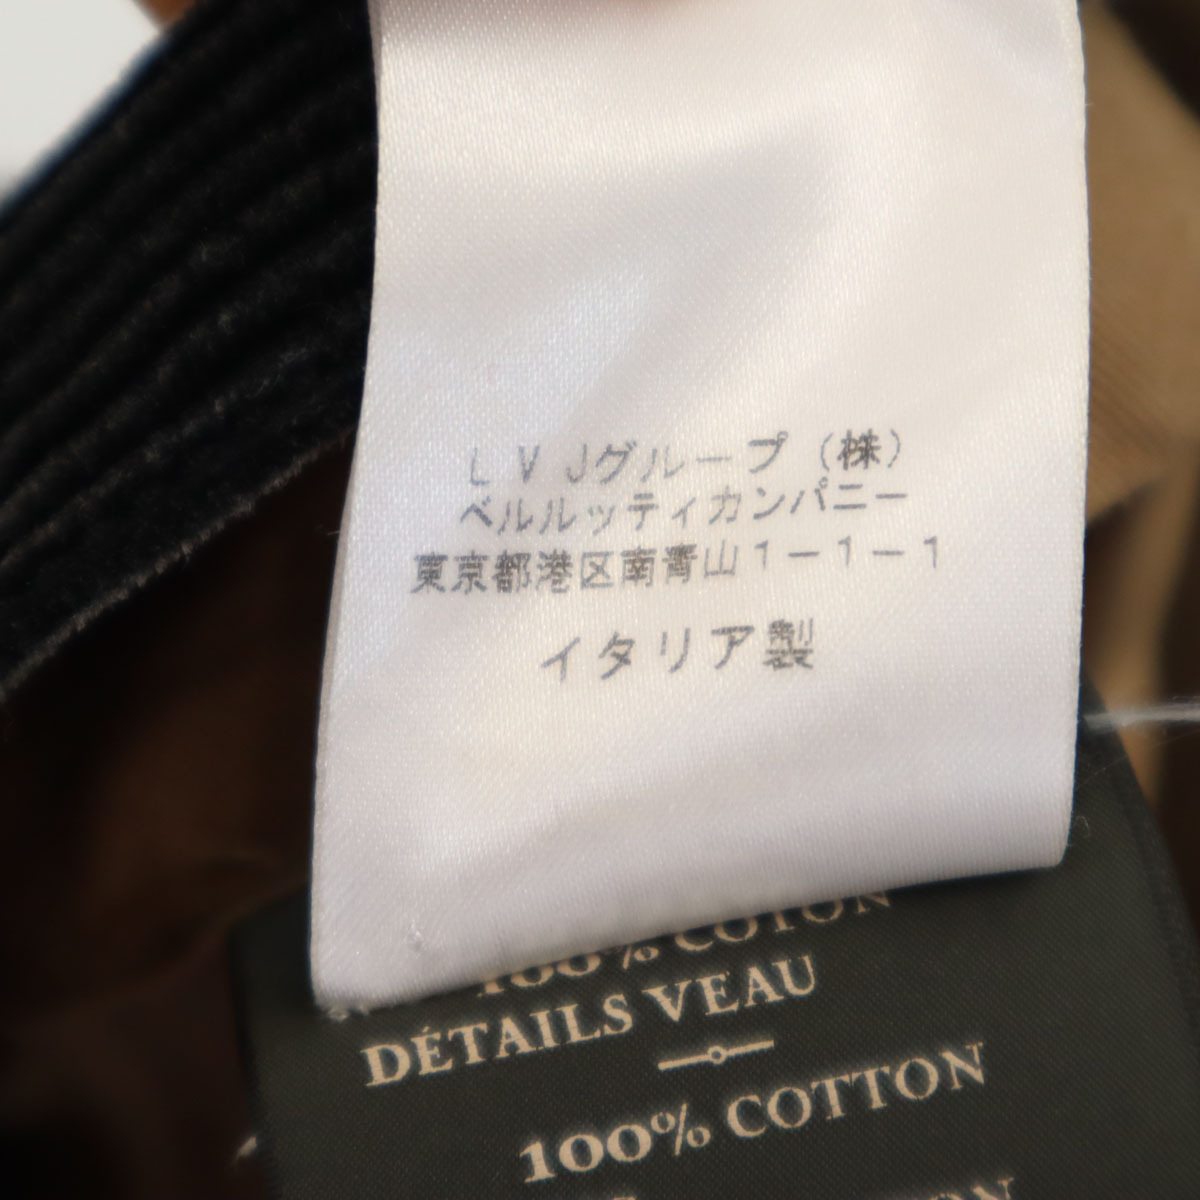 LVJグループ（株）
ベルルッティカンパニー
東京都港区南青山１－１－１
イタリア製
100% COTON
DÉTAILS VEAU
100% COTTON